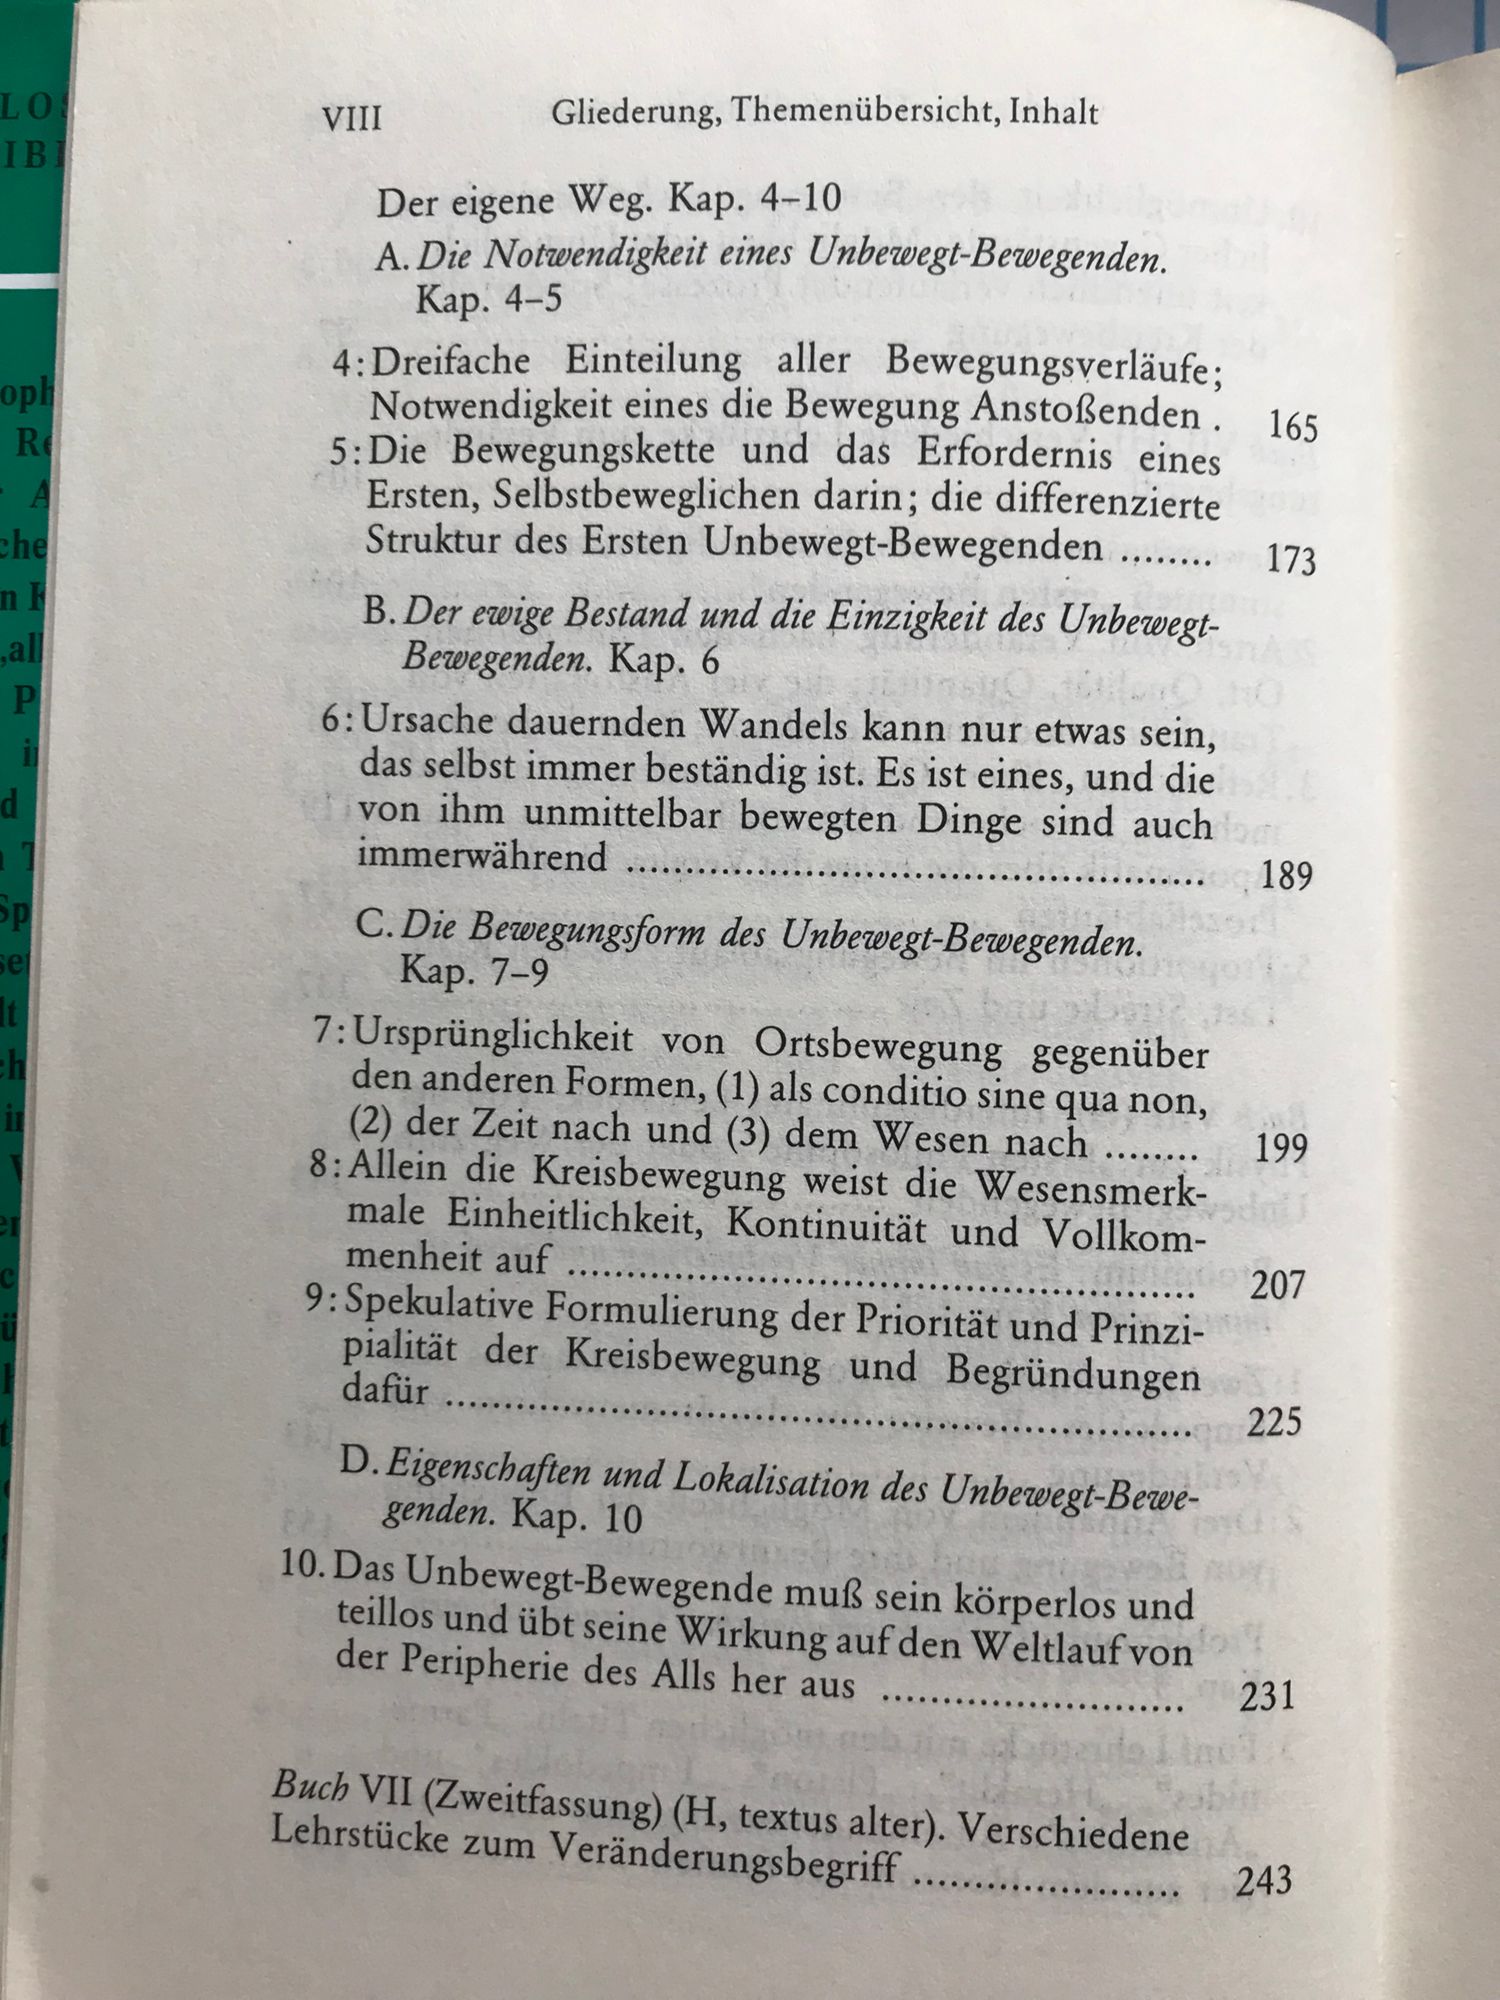 VIII Gliederung, Themenübersicht, Inhalt
Der eigene Weg. Kap. 4–10
A. Die Notwendigkeit eines Unbewegt-Bewegenden.
Kap. 4–5
4: Dreifache Einteilung aller Bewegungsverläufe;
Notwendigkeit eines die Bewegung Anstoßenden . 165
5: Die Bewegungskette und das Erfordernis eines
Ersten, Selbstbeweglichen darin; die differenzierte
Struktur des Ersten Unbewegt-Bewegenden ........ 173
B. Der ewige Bestand und die Einzigkeit des Unbewegt-
Bewegenden. Kap. 6
6: Ursache dauernden Wandels kann nur etwas sein,
das selbst immer beständig ist. Es ist eines, und die
von ihm unmittelbar bewegten Dinge sind auch
immerwährend ................................................ 189
C. Die Bewegungsform des Unbewegt-Bewegenden.
Kap. 7–9
7: Ursprünglichkeit von Ortsbewegung gegenüber
den anderen Formen, (1) als conditio sine qua non,
(2) der Zeit nach und (3) dem Wesen nach ........ 199
8: Allein die Kreisbewegung weist die Wesensmerk-
male Einheitlichkeit, Kontinuität und Vollkom-
menheit auf .................................................... 207
9: Spekulative Formulierung der Priorität und Prinzi-
pialität der Kreisbewegung und Begründungen
dafür .............................................................. 225
D. Eigenschaften und Lokalisation des Unbewegt-Bewe-
genden. Kap. 10
10. Das Unbewegt-Bewegende muß sein körperlos und
teillos und übt seine Wirkung auf den Weltlauf von
der Peripherie des Alls her aus ......................... 231
Buch VII (Zweitfassung) (H, textus alter). Verschiedene
Lehrstücke zum Veränderungsbegriff ...................... 243